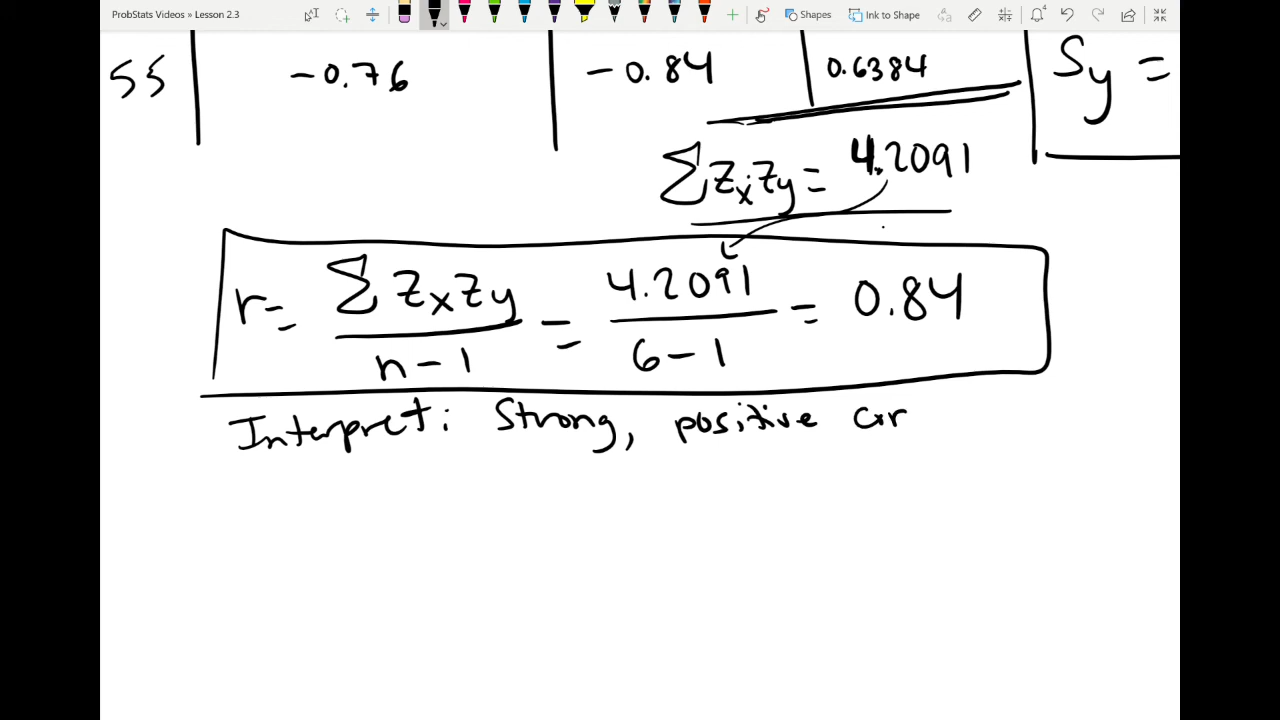 ProbStats Videos » Lesson 2.3 Shapes Ink to Shape
55 -0.76 -0.84 0.6384 Sy =
∑ZxZy = 4.2091
r = ∑ZxZy / n-1 = 4.2091 / 6-1 = 0.84
Interpret: Strong, positive cor